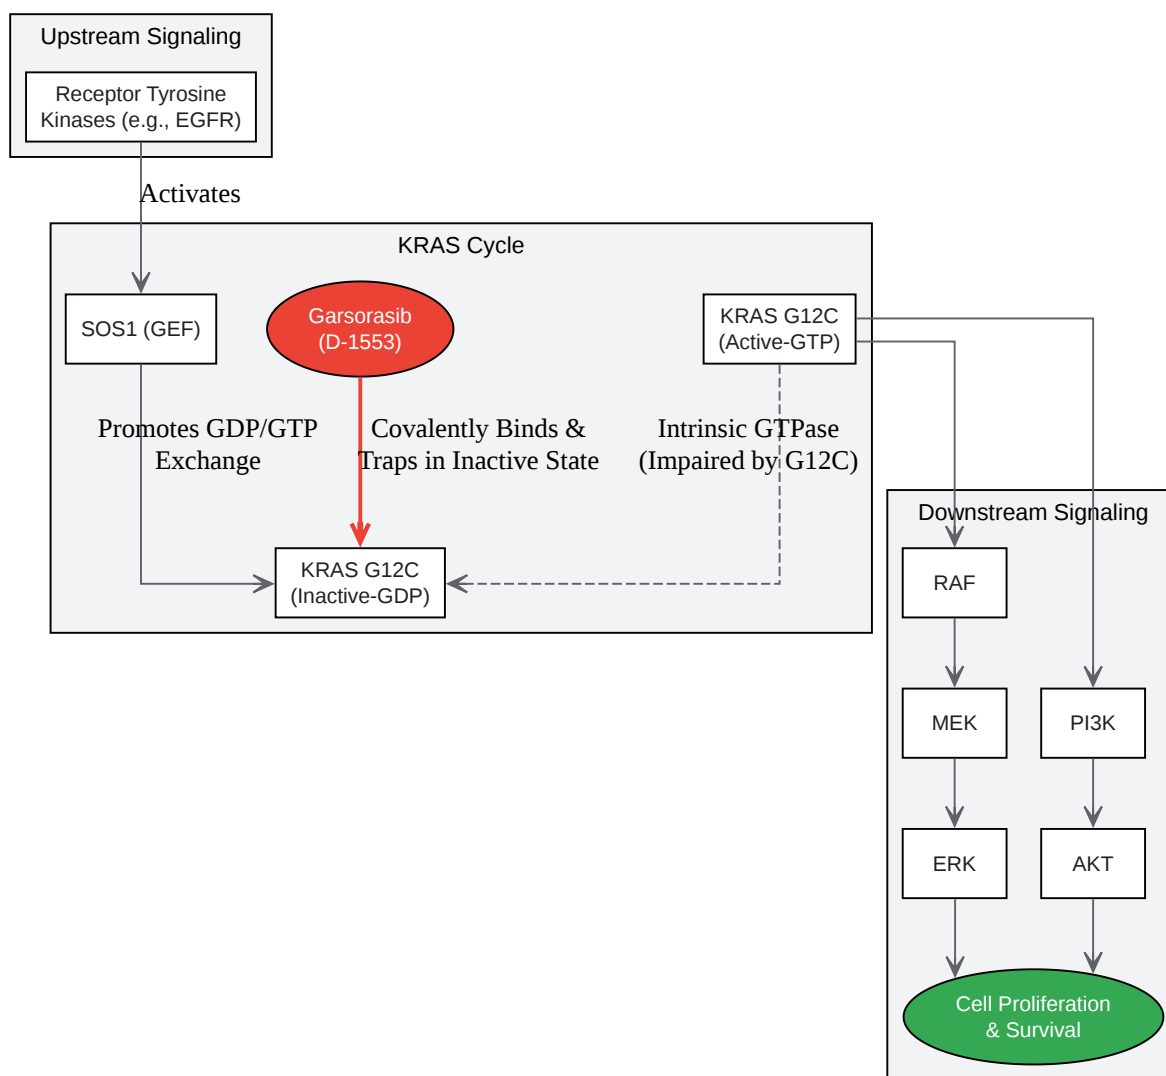 Upstream Signaling
Receptor Tyrosine
Kinases (e.g., EGFR)
Activates
KRAS Cycle
SOS1 (GEF)
Garsorasib
(D-1553)
KRAS G12C
(Active-GTP)
Promotes GDP/GTP
Exchange
Covalently Binds &
Traps in Inactive State
Intrinsic GTPase
(Impaired by G12C)
KRAS G12C
(Inactive-GDP)
Downstream Signaling
RAF
MEK
PI3K
ERK
AKT
Cell Proliferation
& Survival